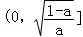 (0, √((1-a)/a)]